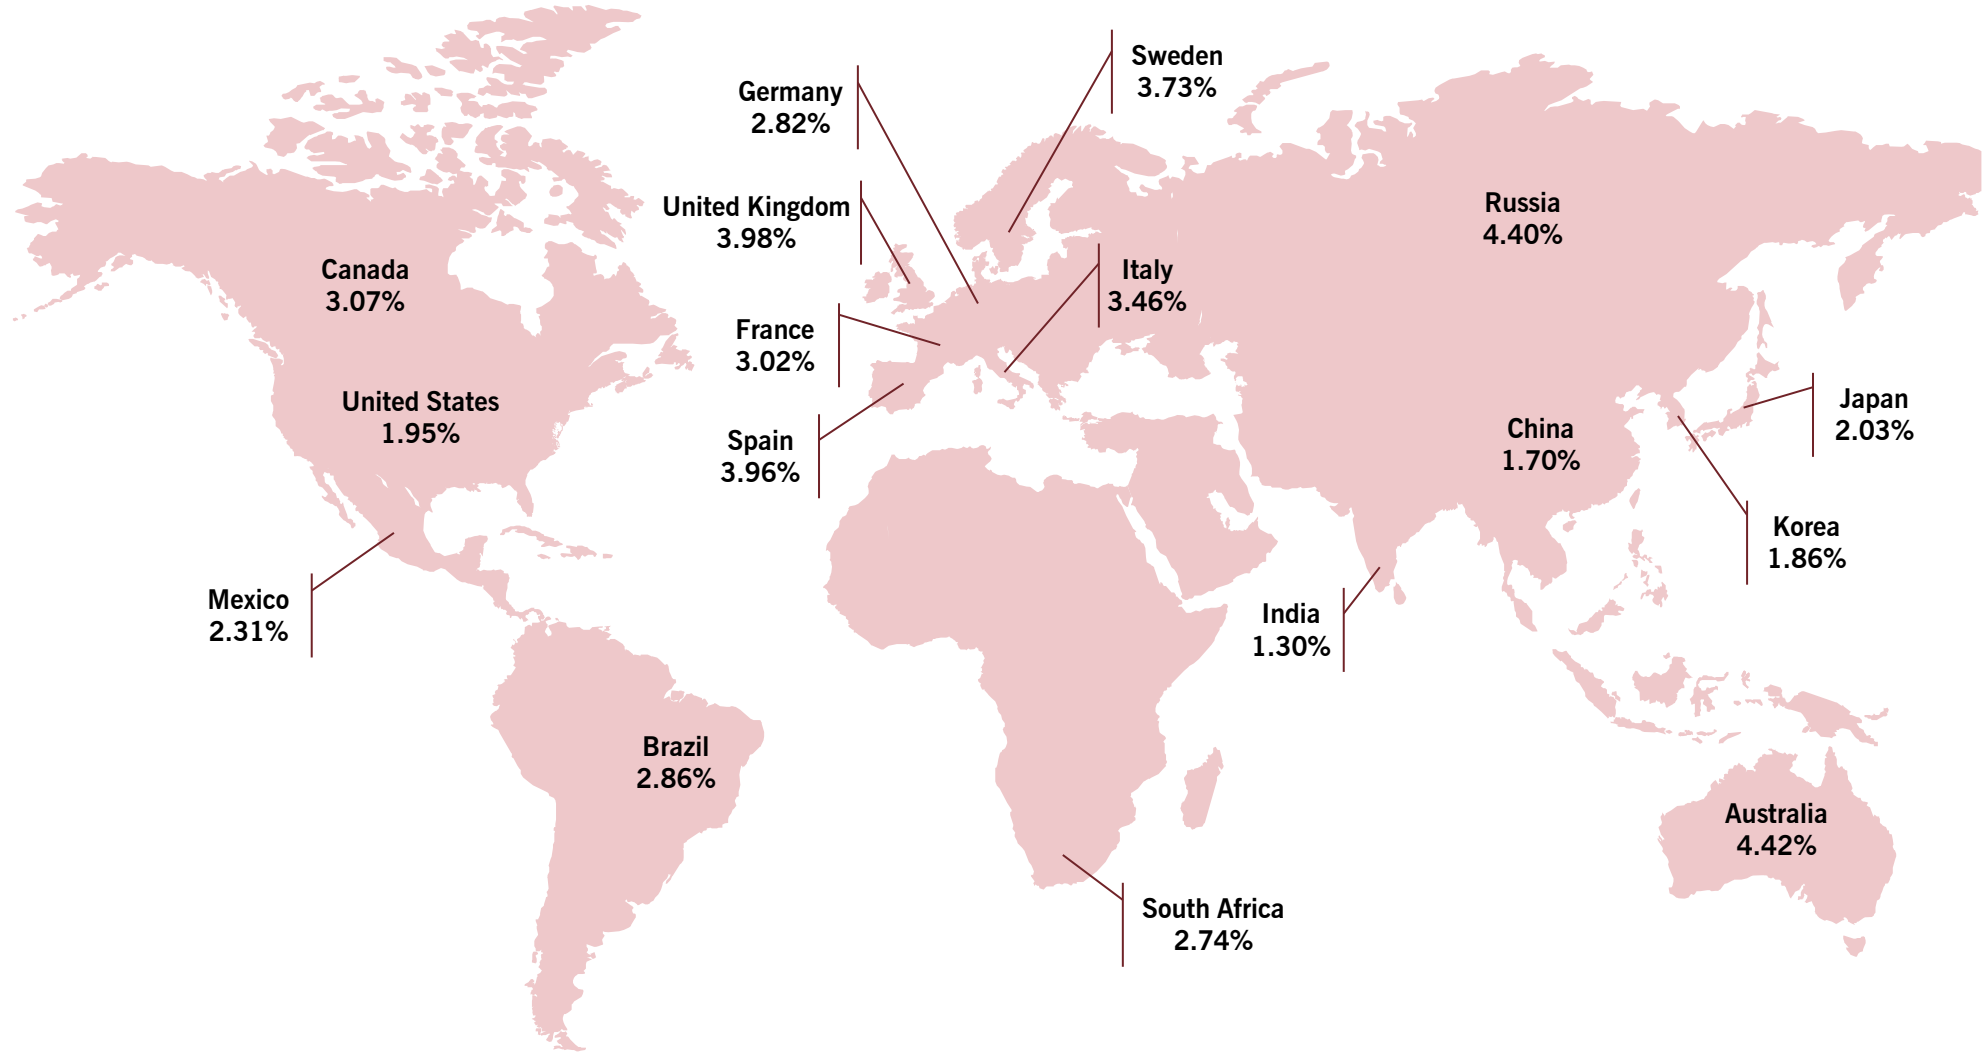 Sweden
3.73%
Germany
2.82%
United Kingdom
3.98%
Russia
4.40%
Canada
3.07%
Italy
3.46%
France
3.02%
United States
1.95%
Japan
2.03%
China
1.70%
Spain
3.96%
Korea
1.86%
Mexico
2.31%
India
1.30%
Brazil
2.86%
Australia
4.42%
South Africa
2.74%